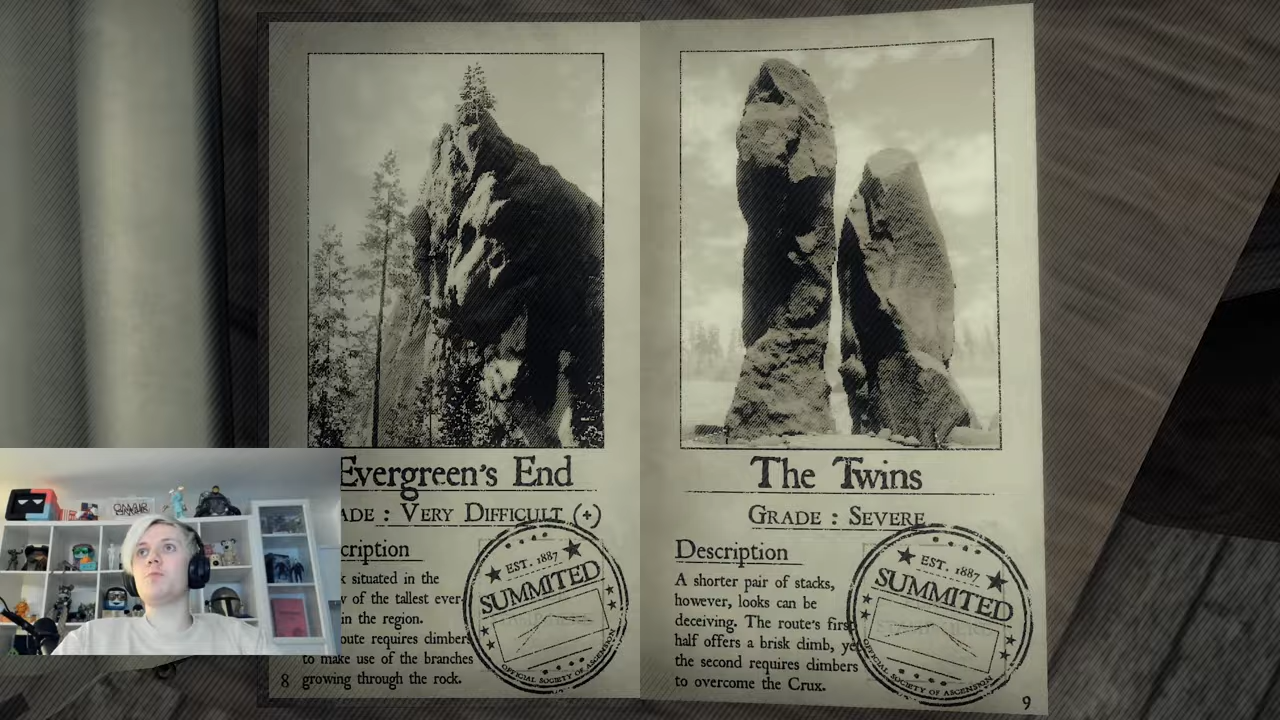 Evergreen's End
ADE : VERY DIFFICULT (+)
cription
k situated in the
w of the tallest ever-
in the region.
oute requires climbers
to make use of the branches
growing through the rock.
8
EST. 1887
SUMMITED
OFFICIAL SOCIETY OF ASCENSION
The Twins
GRADE : SEVERE
Description
A shorter pair of stacks,
however, looks can be
deceiving. The route's first
half offers a brisk climb, yet
the second requires climbers
to overcome the Crux.
EST. 1887
SUMMITED
OFFICIAL SOCIETY OF ASCENSION
9